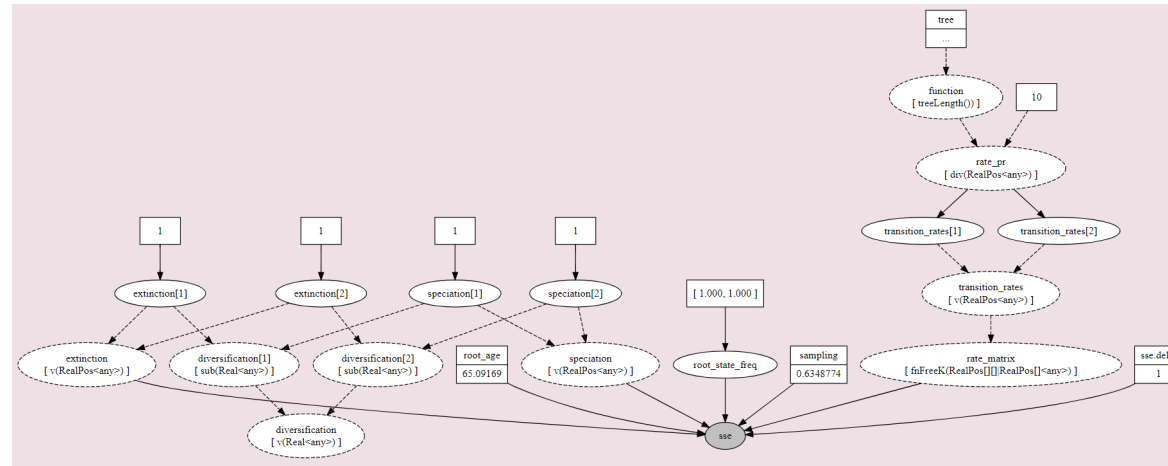 tree
...
function
[ treeLength()) ]
10
rate_pr
[ div(RealPos<any>) ]
1
1
1
1
transition_rates[1]
transition_rates[2]
extinction[1]
extinction[2]
speciation[1]
speciation[2]
[ 1.000, 1.000 ]
transition_rates
[ v(RealPos<any>) ]
extinction
[ v(RealPos<any>) ]
diversification[1]
[ sub(Real<any>) ]
diversification[2]
[ sub(Real<any>) ]
root_age
65.09169
speciation
[ v(RealPos<any>) ]
root_state_freq
sampling
0.6348774
rate_matrix
[ fnFreeK(RealPos[][]|RealPos[]<any>) ]
sse.del
1
diversification
[ v(Real<any>) ]
sse